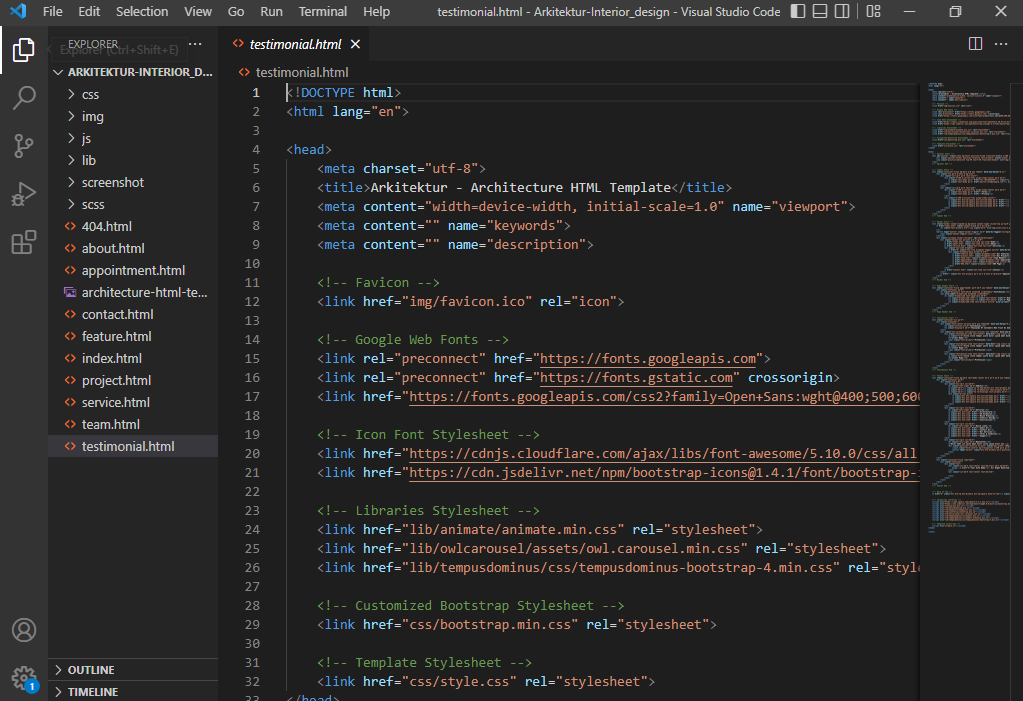 File Edit Selection View Go Run Terminal Help testimonial.html - Arkitektur-Interior_design - Visual Studio Code
EXPLORER ...
Explorer (Ctrl+Shift+E)
ARKITEKTUR-INTERIOR_D...
css
img
js
lib
screenshot
scss
404.html
about.html
appointment.html
architecture-html-te...
contact.html
feature.html
index.html
project.html
service.html
team.html
testimonial.html
OUTLINE
TIMELINE
1
testimonial.html
testimonial.html
1 <!DOCTYPE html>
2 <html lang="en">
3
4 <head>
5 <meta charset="utf-8">
6 <title>Arkitektur - Architecture HTML Template</title>
7 <meta content="width=device-width, initial-scale=1.0" name="viewport">
8 <meta content="" name="keywords">
9 <meta content="" name="description">
10
11 <!-- Favicon -->
12 <link href="img/favicon.ico" rel="icon">
13
14 <!-- Google Web Fonts -->
15 <link rel="preconnect" href="https://fonts.googleapis.com">
16 <link rel="preconnect" href="https://fonts.gstatic.com" crossorigin>
17 <link href="https://fonts.googleapis.com/css2?family=Open+Sans:wght@400;500;600
18
19 <!-- Icon Font Stylesheet -->
20 <link href="https://cdnjs.cloudflare.com/ajax/libs/font-awesome/5.10.0/css/all
21 <link href="https://cdn.jsdelivr.net/npm/bootstrap-icons@1.4.1/font/bootstrap-
22
23 <!-- Libraries Stylesheet -->
24 <link href="lib/animate/animate.min.css" rel="stylesheet">
25 <link href="lib/owlcarousel/assets/owl.carousel.min.css" rel="stylesheet">
26 <link href="lib/tempusdominus/css/tempusdominus-bootstrap-4.min.css" rel="style
27
28 <!-- Customized Bootstrap Stylesheet -->
29 <link href="css/bootstrap.min.css" rel="stylesheet">
30
31 <!-- Template Stylesheet -->
32 <link href="css/style.css" rel="stylesheet">
33 </head>